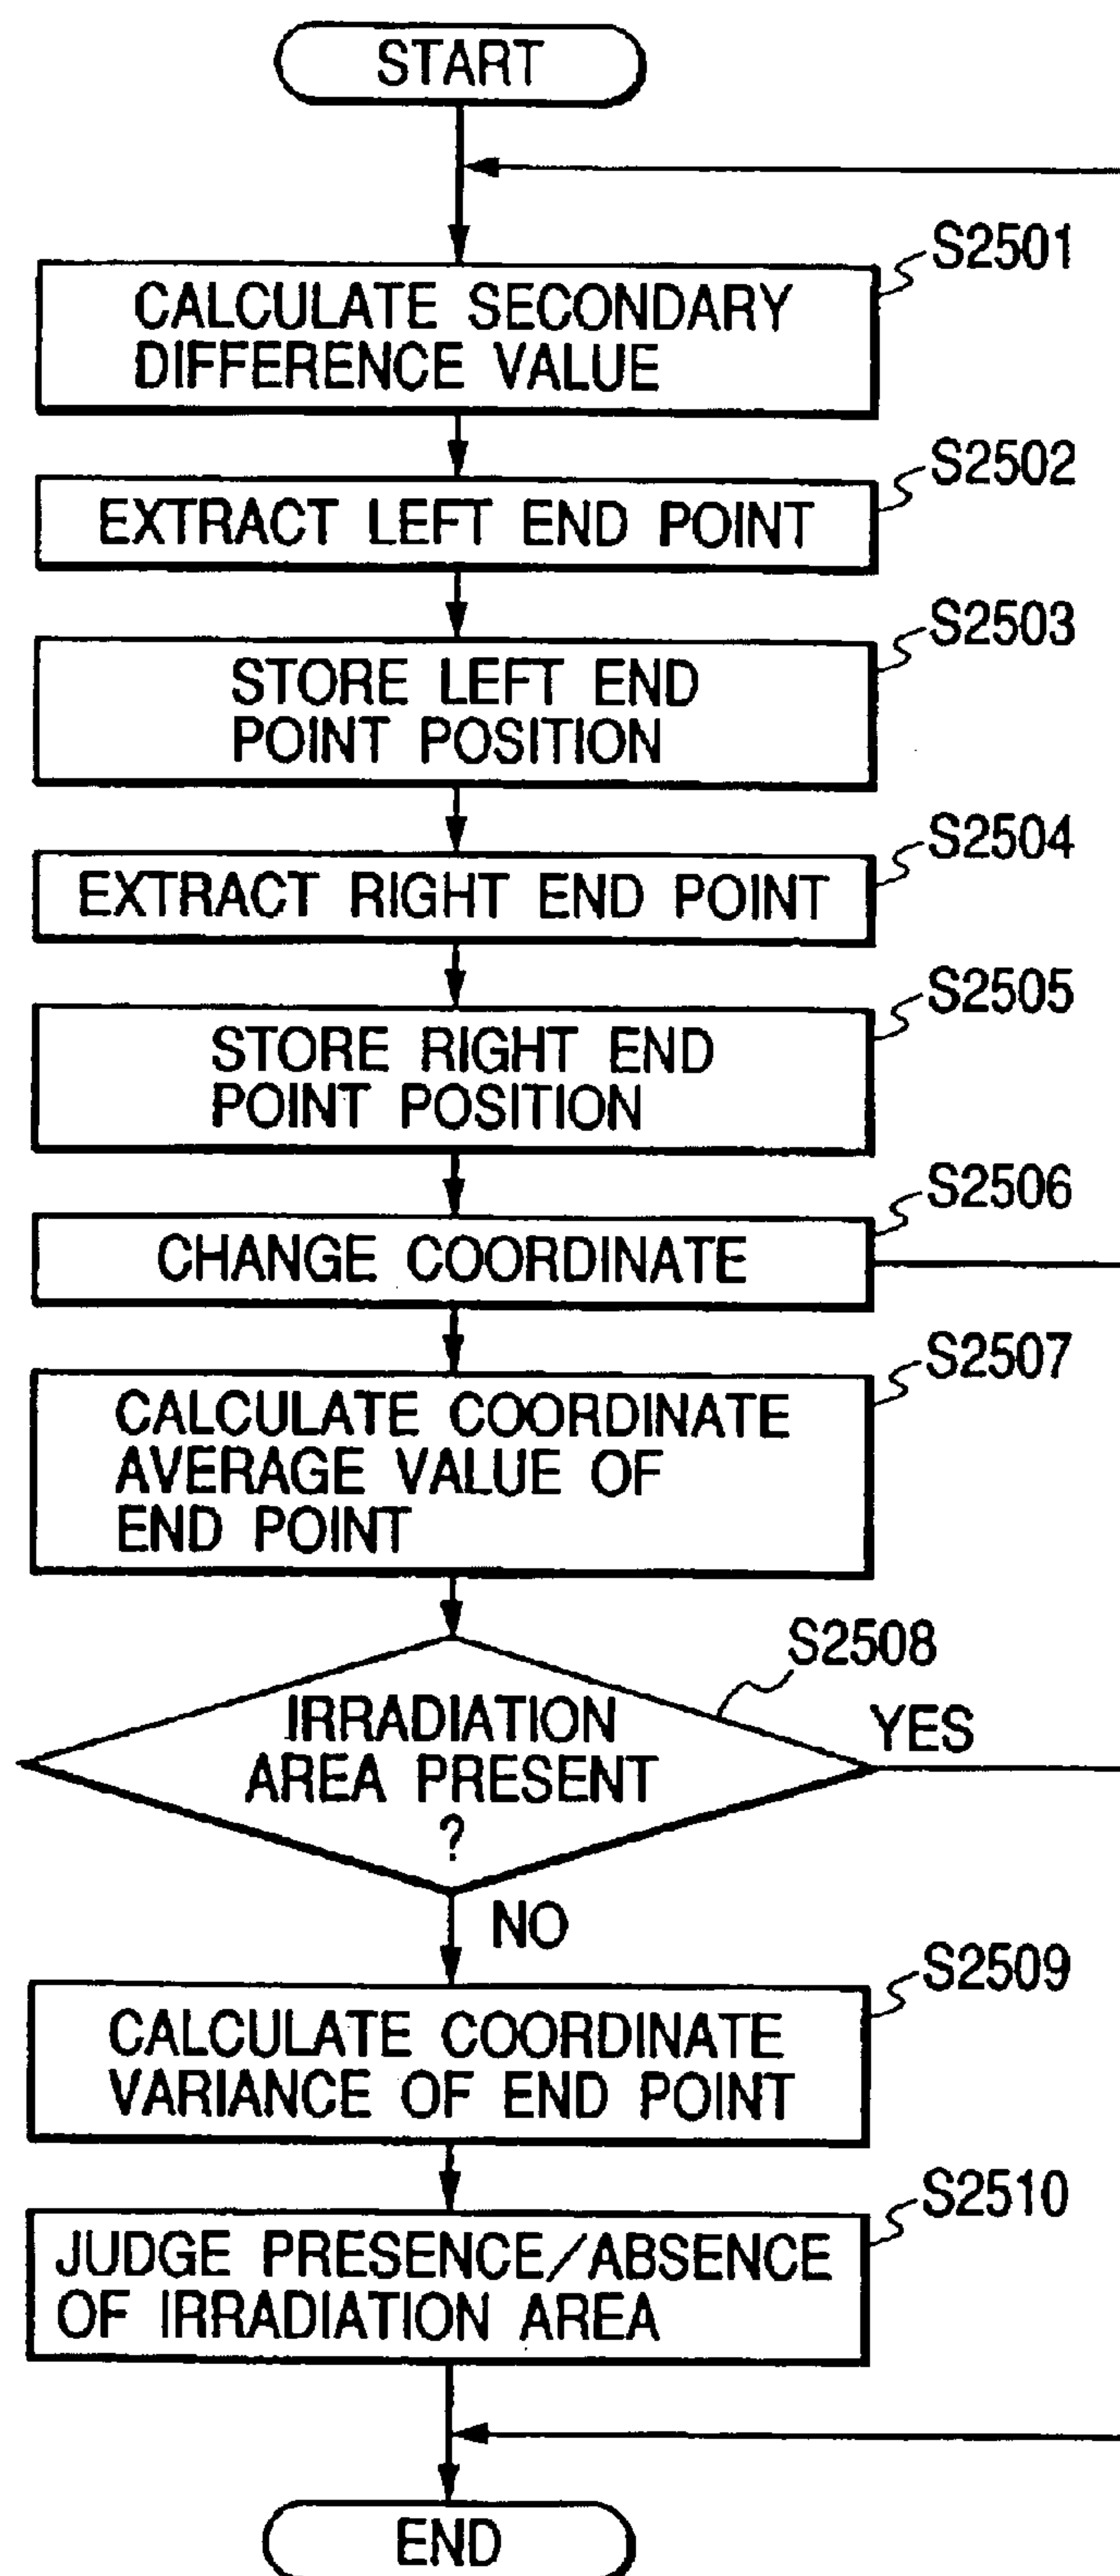 START
S2501
CALCULATE SECONDARY
DIFFERENCE VALUE
S2502
EXTRACT LEFT END POINT
S2503
STORE LEFT END
POINT POSITION
S2504
EXTRACT RIGHT END POINT
S2505
STORE RIGHT END
POINT POSITION
S2506
CHANGE COORDINATE
S2507
CALCULATE COORDINATE
AVERAGE VALUE OF
END POINT
S2508
IRRADIATION
AREA PRESENT
?
YES
NO
S2509
CALCULATE COORDINATE
VARIANCE OF END POINT
S2510
JUDGE PRESENCE/ABSENCE
OF IRRADIATION AREA
END